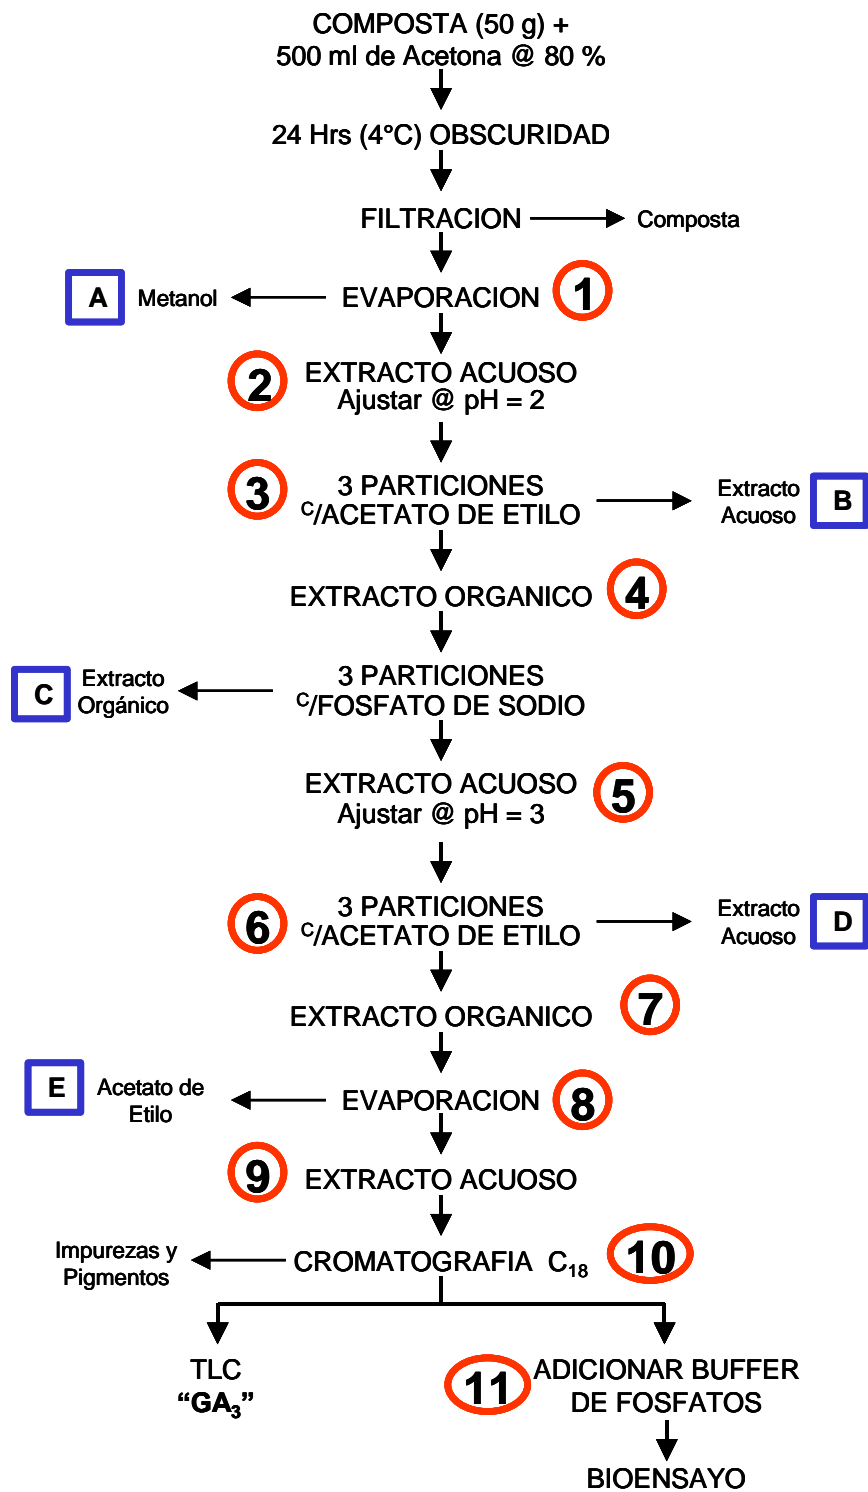 COMPOSTA (50 g) +
500 ml de Acetona @ 80 %
24 Hrs (4°C) OBSCURIDAD
FILTRACION
Composta
A
Metanol
EVAPORACION
1
2
EXTRACTO ACUOSO
Ajustar @ pH = 2
3
3 PARTICIONES
C/ACETATO DE ETILO
Extracto
Acuoso
B
EXTRACTO ORGANICO
4
C
Extracto
Orgánico
3 PARTICIONES
C/FOSFATO DE SODIO
EXTRACTO ACUOSO
Ajustar @ pH = 3
5
6
3 PARTICIONES
C/ACETATO DE ETILO
Extracto
Acuoso
D
EXTRACTO ORGANICO
7
E
Acetato de
Etilo
EVAPORACION
8
9
EXTRACTO ACUOSO
Impurezas y
Pigmentos
CROMATOGRAFIA C18
10
TLC
“GA3”
11
ADICIONAR BUFFER
DE FOSFATOS
BIOENSAYO